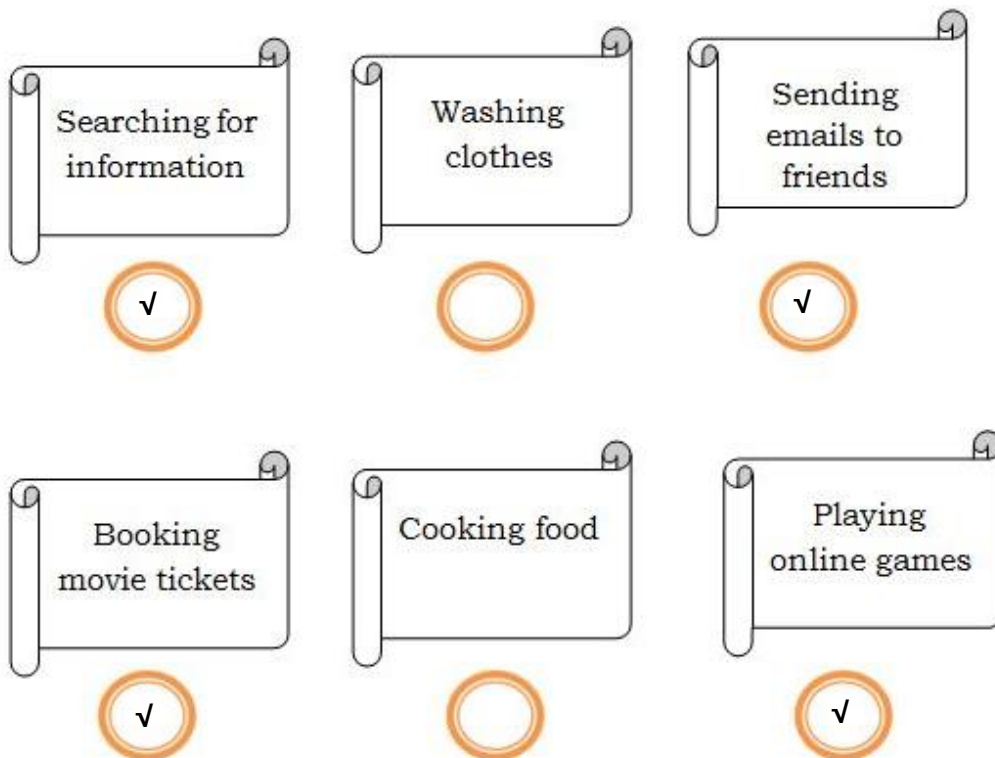 Searching for
information
Washing
clothes
Sending
emails to
friends
√
√
Booking
movie tickets
Cooking food
Playing
online games
√
√